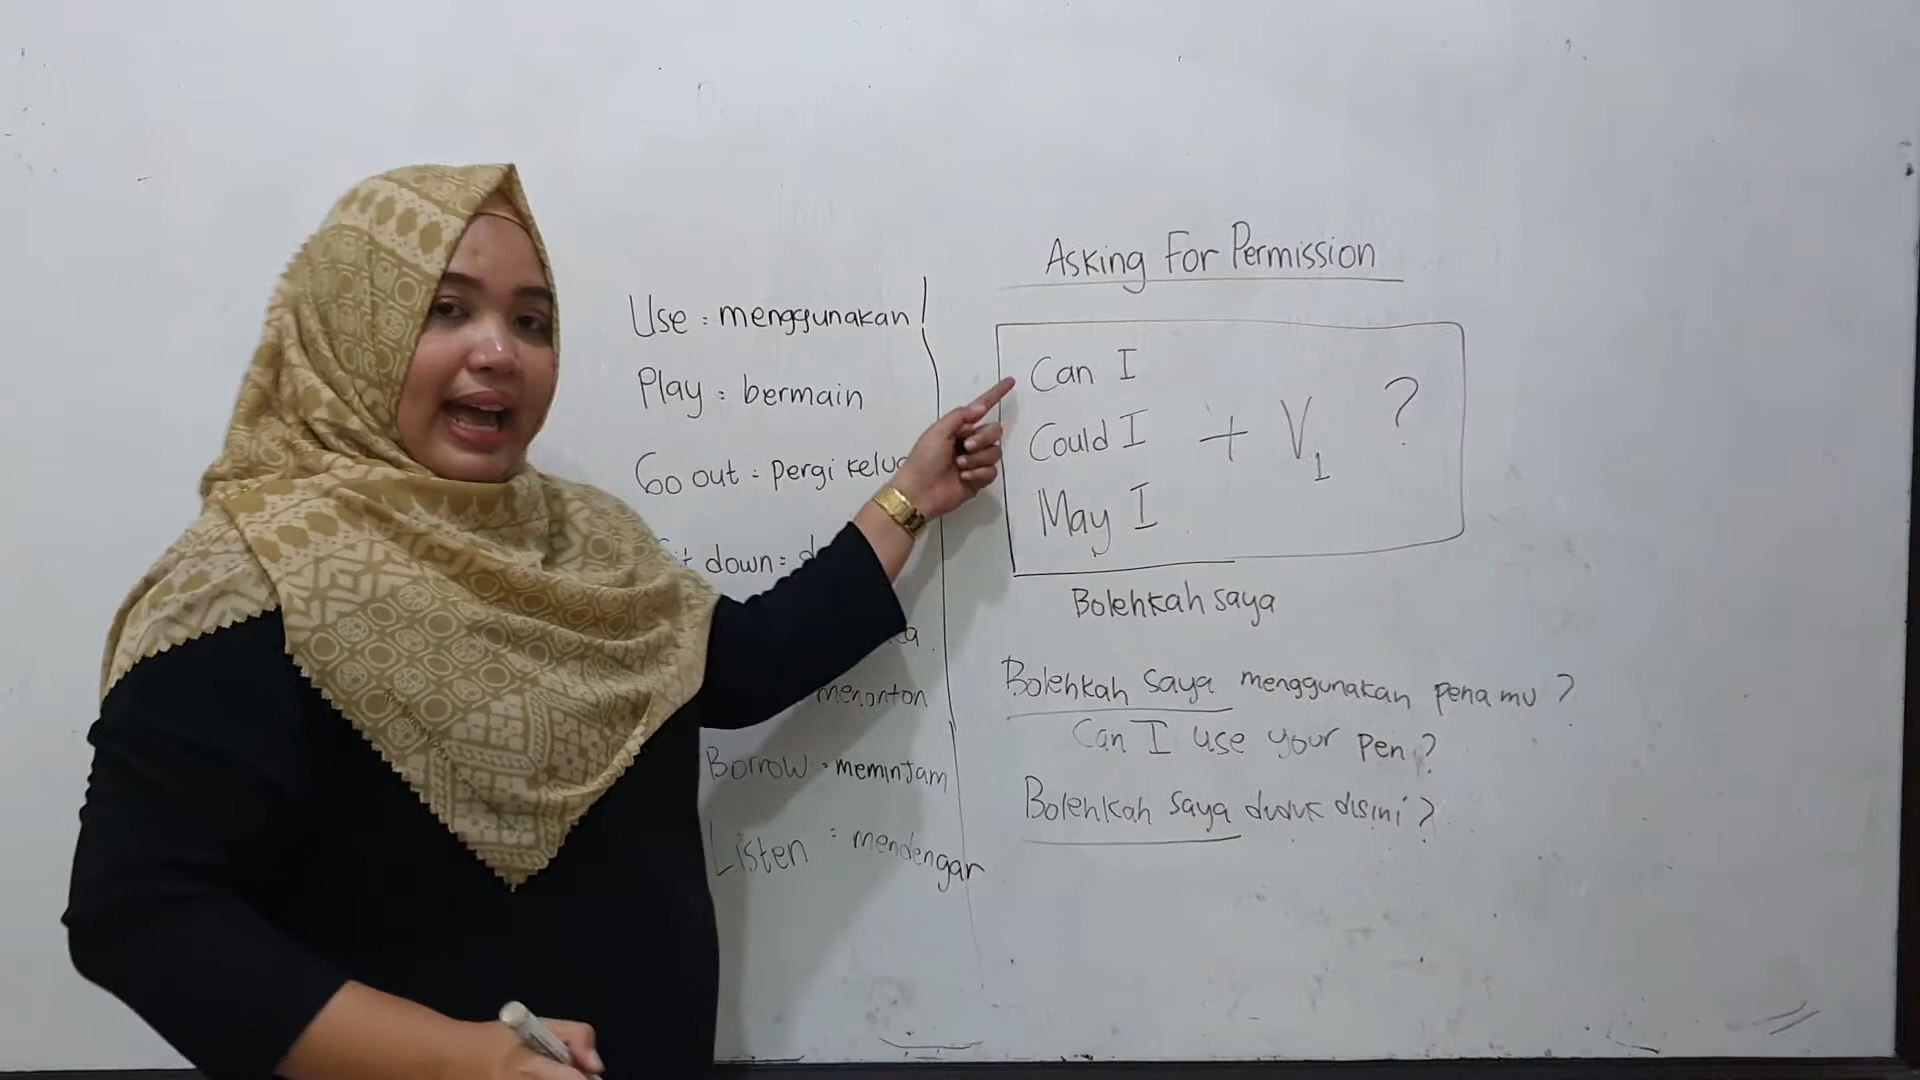 Use : menggunakan
Play : bermain
Go out : pergi
down :
menonton
Borrow : meminjam
Listen : mendengar
Asking For Permission
Can I
Could I + V1 ?
May I
Bolehkah saya
Bolehkah saya menggunakan pena mu ?
Can I use your pen ?
Bolehkah saya duduk disini ?